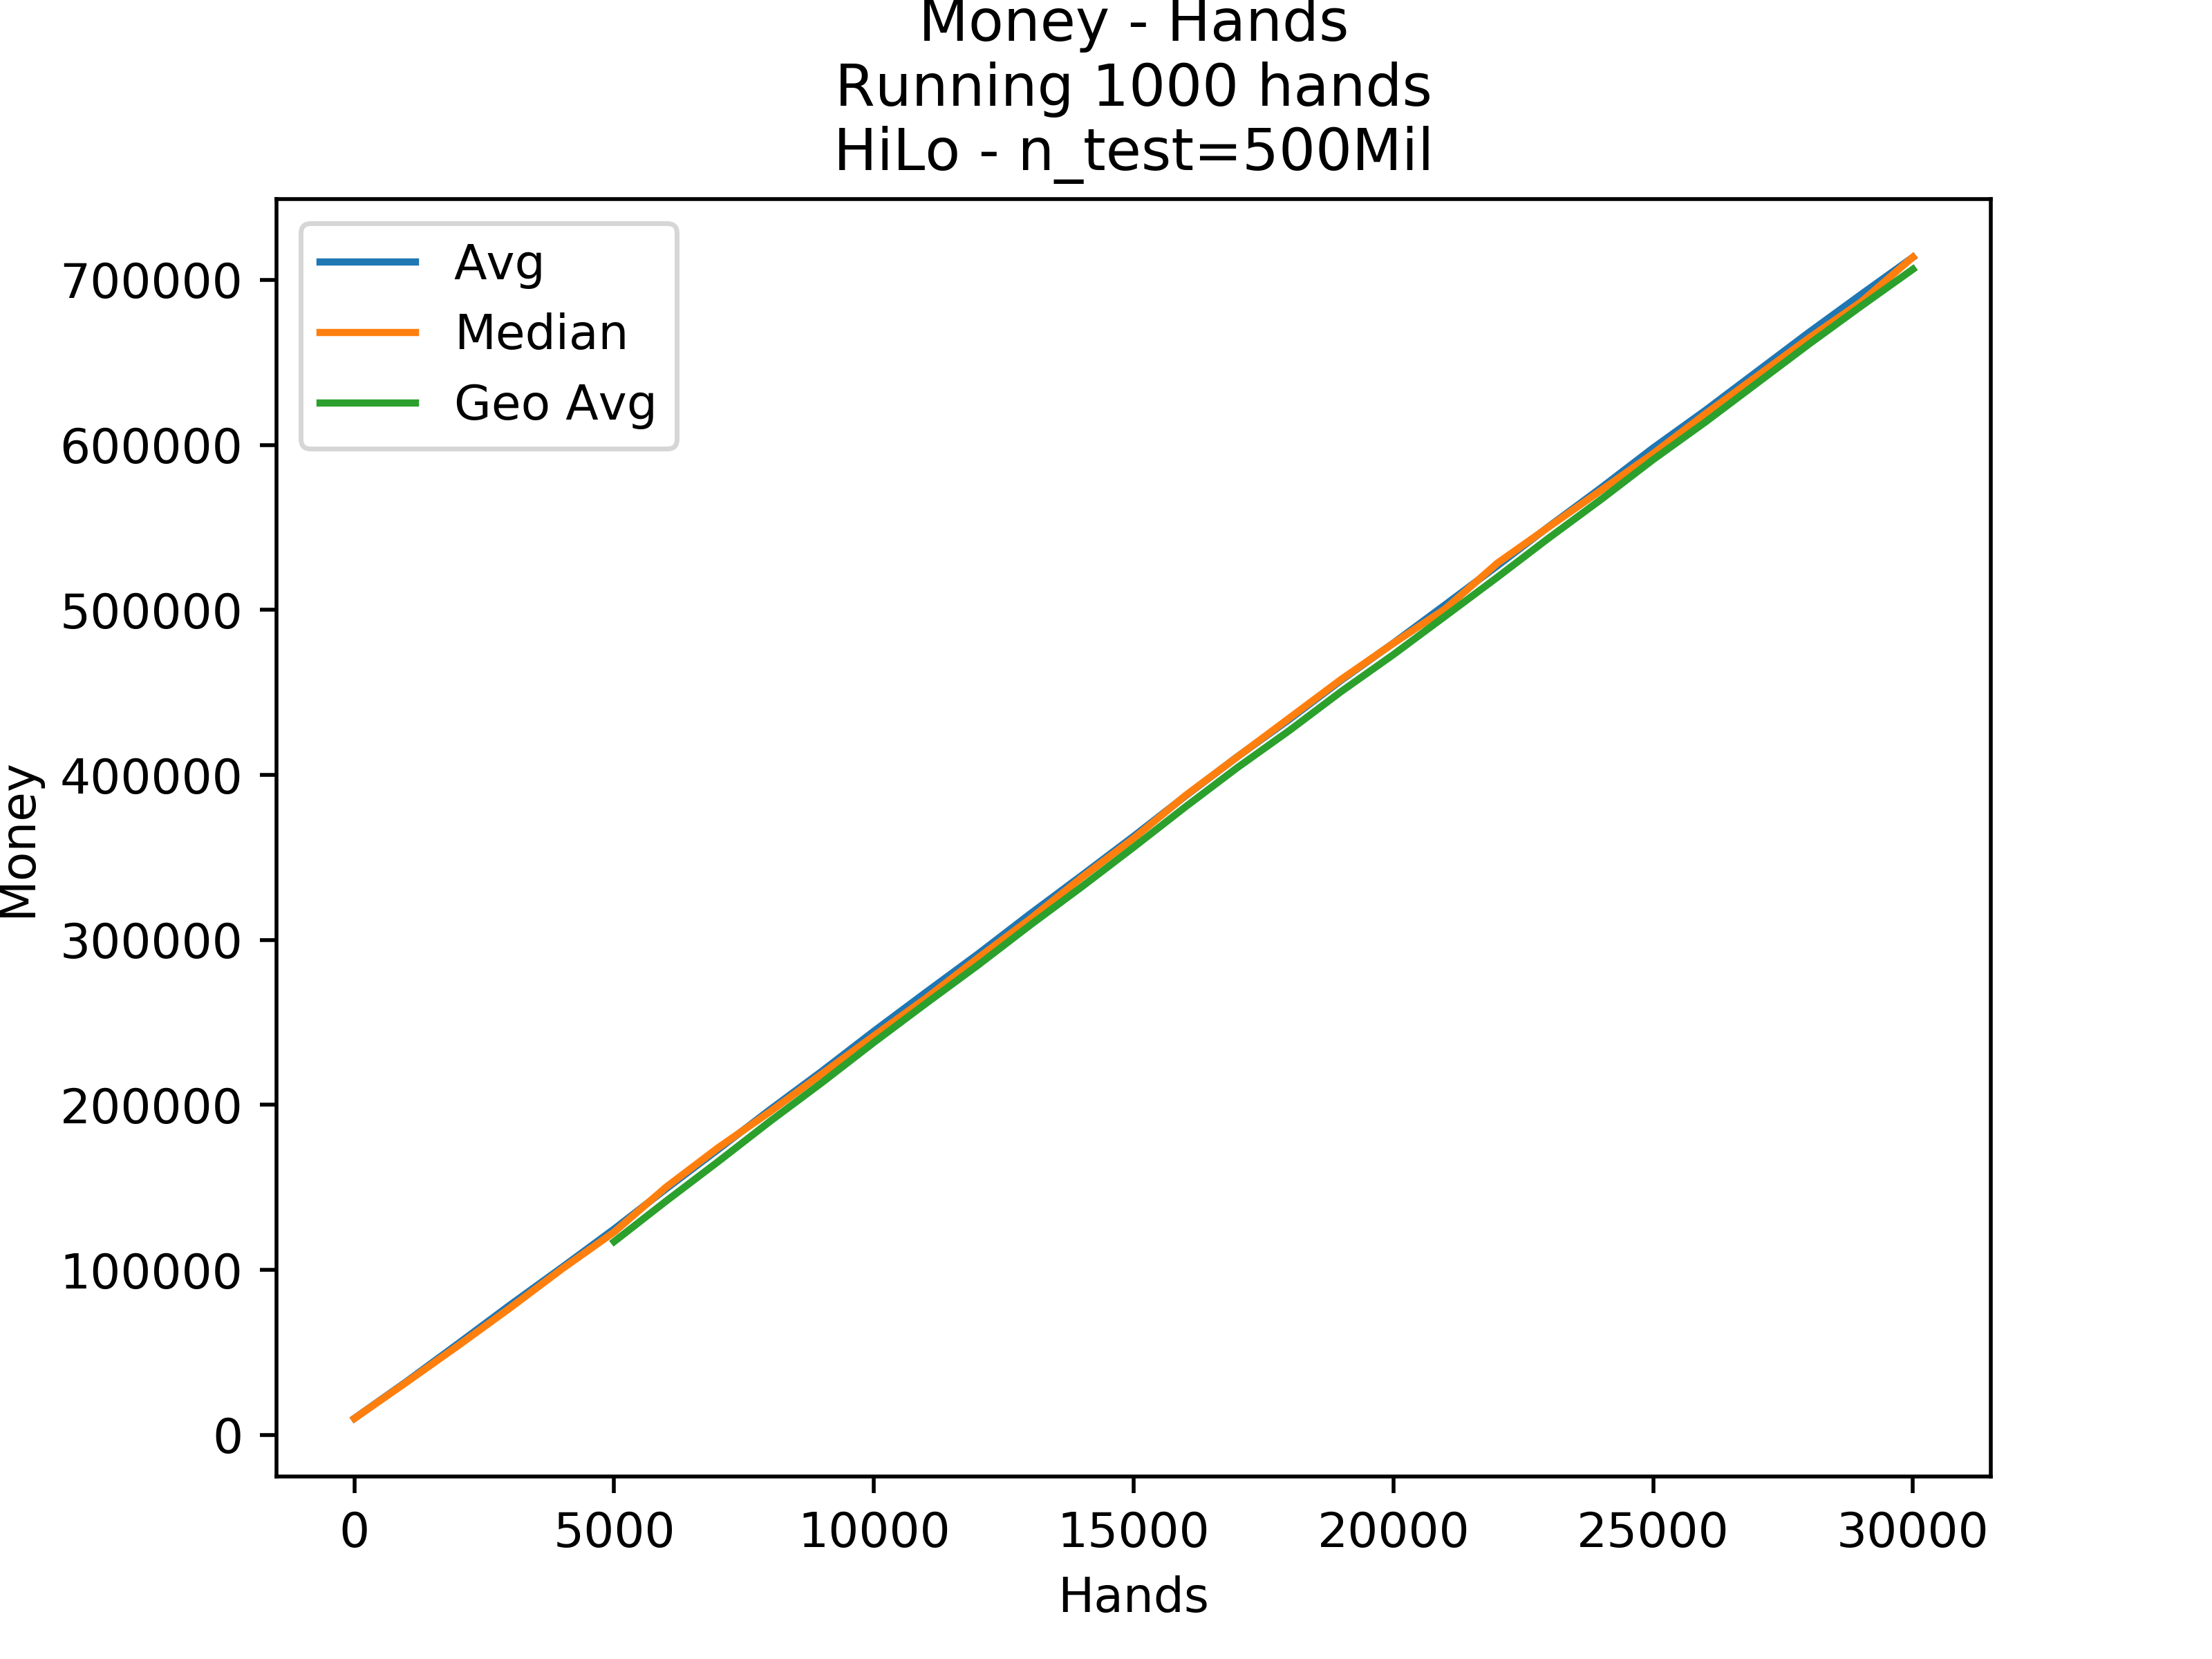 Money - Hands
Running 1000 hands
HiLo - n_test=500Mil
Avg
Median
Geo Avg
700000
600000
500000
400000
300000
200000
100000
0
Money
0 5000 10000 15000 20000 25000 30000
Hands